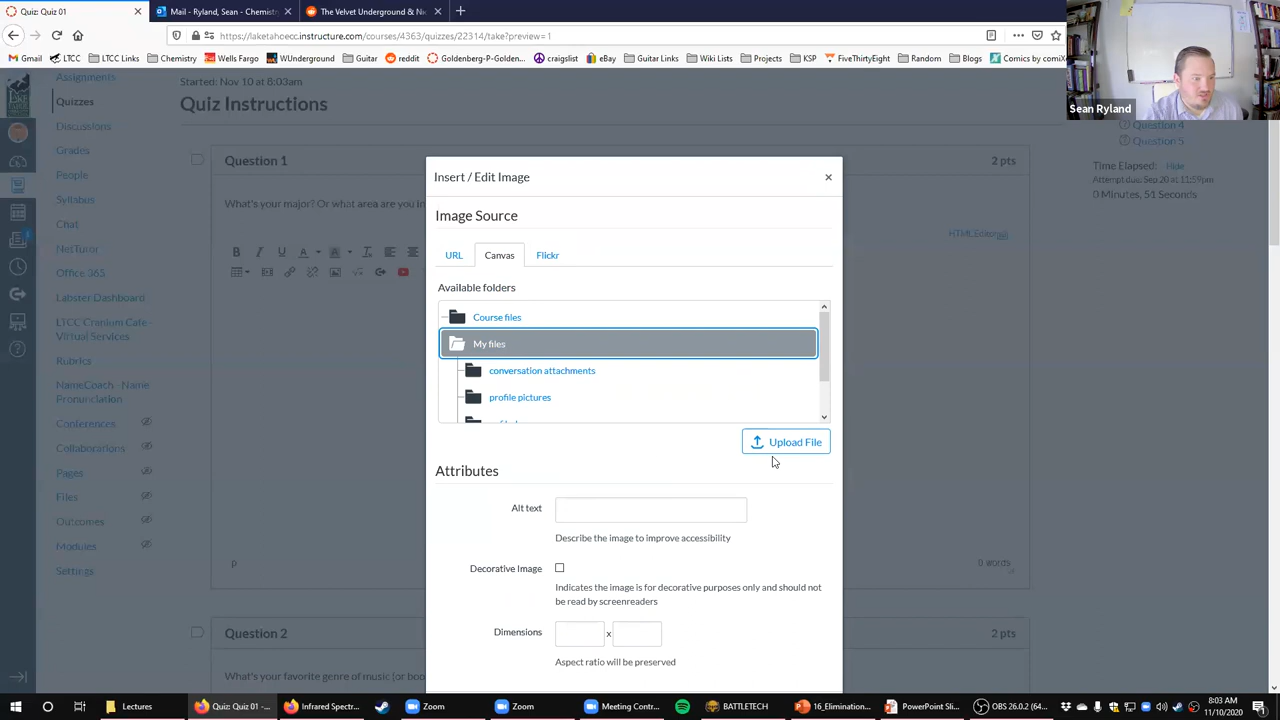 Quiz: Quiz 01
Mail - Ryland, Sean - Chemistr
The Velvet Underground & Ni
https://laketahoecc.instructure.com/courses/4363/quizzes/22314/take?preview=1
Gmail LTCC LTCC Links Chemistry Wells Fargo WUnderground Guitar reddit Goldenberg-P-Golden... craigslist eBay Guitar Links Wiki Lists Projects KSP FiveThirtyEight Random Blogs Comics by comiX
Sean Ryland
Assignments
Quizzes
Discussions
Grades
People
Syllabus
Chat
NetTutor
Office 365
Labster Dashboard
LTCC Cranium Cafe -
Virtual Services
Rubrics
NameCoach - Name
Pronunciation
Conferences
Collaborations
Pages
Files
Outcomes
Modules
Settings
Started: Nov 10 at 8:03am
Quiz Instructions
Question 1
2 pts
What's your major? Or what area are you in
HTML Editor
B I U A A
p
0 words
Question 2
2 pts
What's your favorite genre of music (or bo
Question 4
Question 5
Time Elapsed: Hide
Attempt due: Sep 20 at 11:59pm
0 Minutes, 51 Seconds
Insert / Edit Image
×
Image Source
URL
Canvas
Flickr
Available folders
Course files
My files
conversation attachments
profile pictures
Upload File
Attributes
Alt text
Describe the image to improve accessibility
Decorative Image
Indicates the image is for decorative purposes only and should not
be read by screenreaders
Dimensions
x
Aspect ratio will be preserved
Lectures
Quiz: Quiz 01 - ...
Infrared Spectr...
Zoom
Zoom
Meeting Contr...
BATTLETECH
16_Elimination...
PowerPoint Sli...
OBS 26.0.2 (64...
8:03 AM
11/10/2020